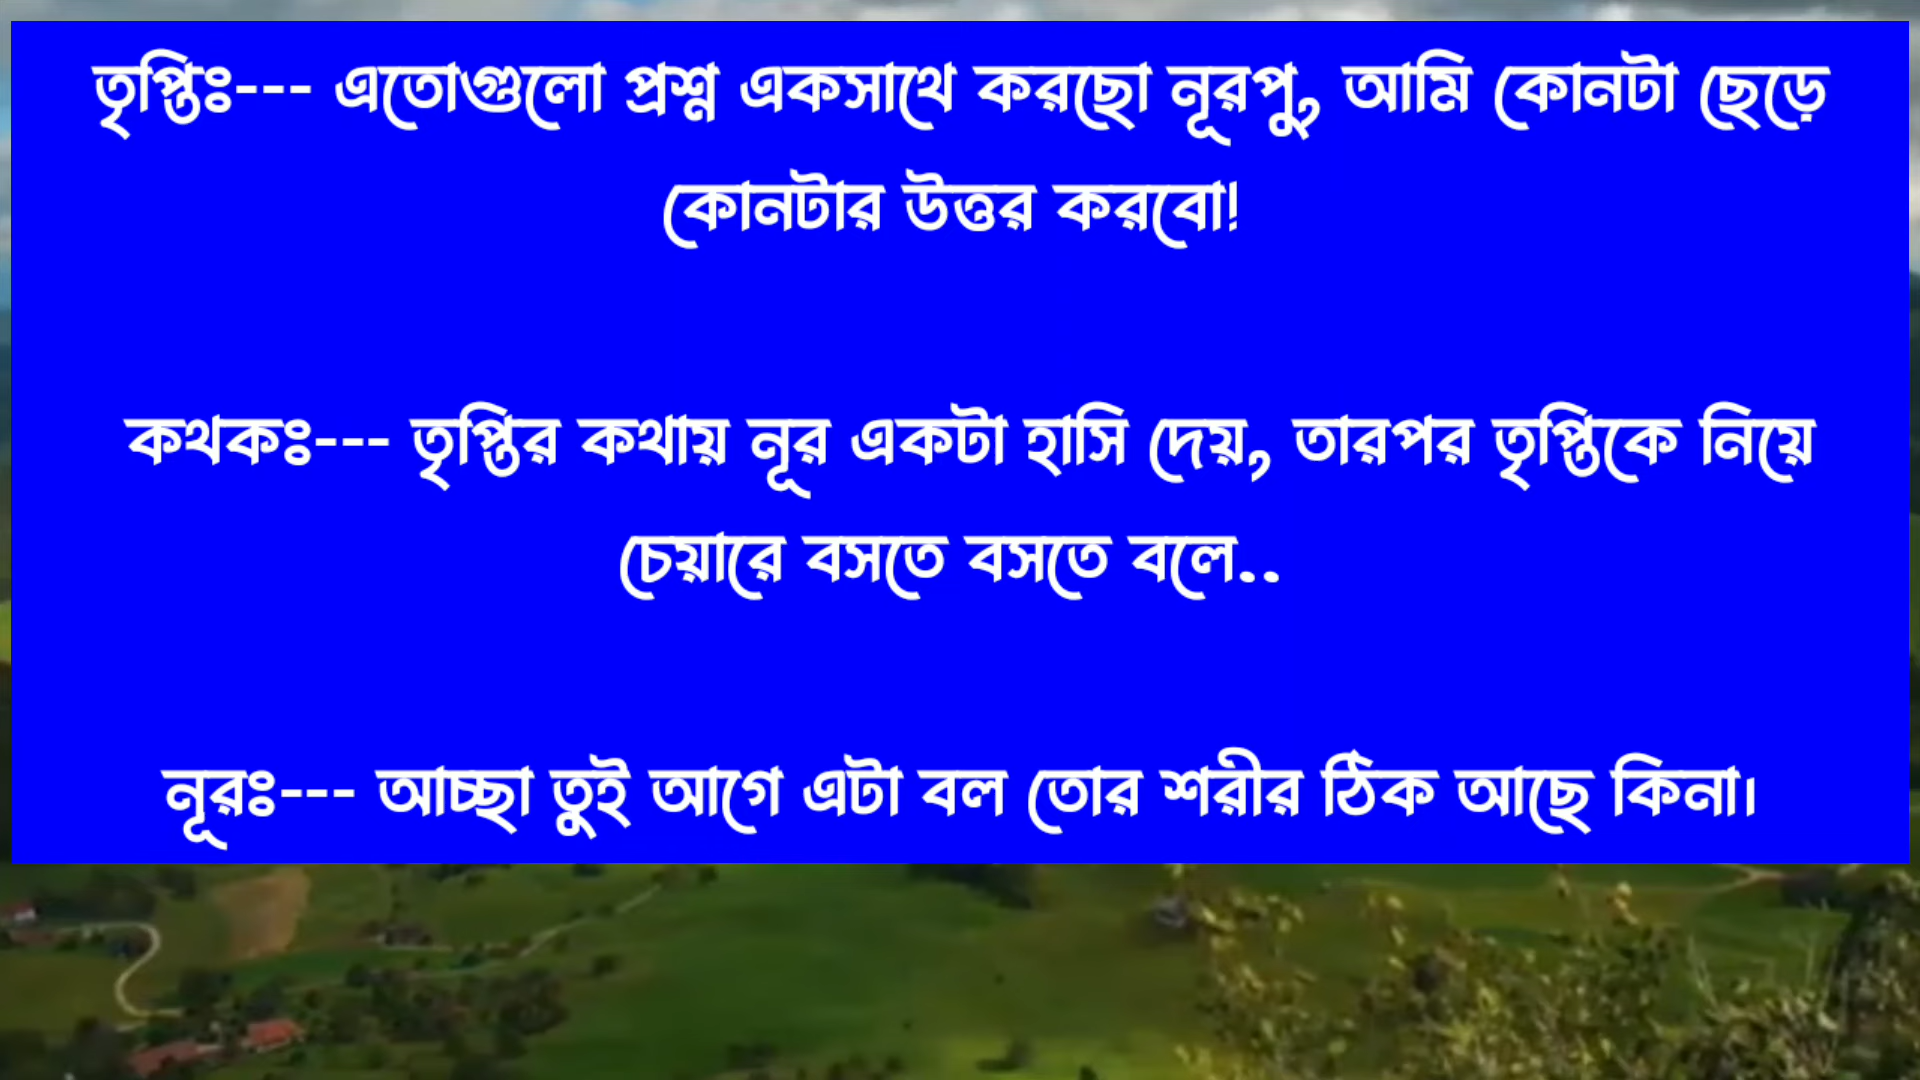 তৃপ্তিঃ--- এতোগুলো প্রশ্ন একসাথে করছো নূরপু, আমি কোনটা ছেড়ে
কোনটার উত্তর করবো!
কথকঃ--- তৃপ্তির কথায় নূর একটা হাসি দেয়, তারপর তৃপ্তিকে নিয়ে
চেয়ারে বসতে বসতে বলে..
নূরঃ--- আচ্ছা তুই আগে এটা বল তোর শরীর ঠিক আছে কিনা।